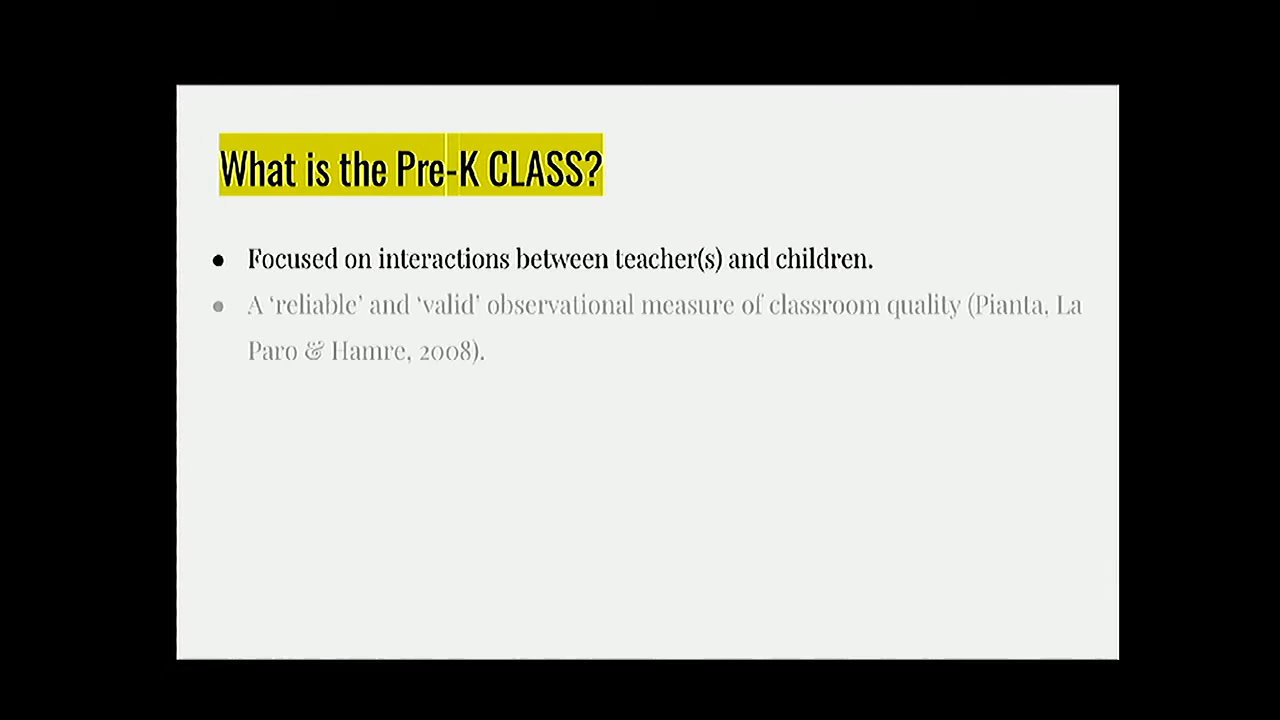 What is the Pre-K CLASS?
● Focused on interactions between teacher(s) and children.
● A ‘reliable’ and ‘valid’ observational measure of classroom quality (Pianta, La
Paro & Hamre, 2008).